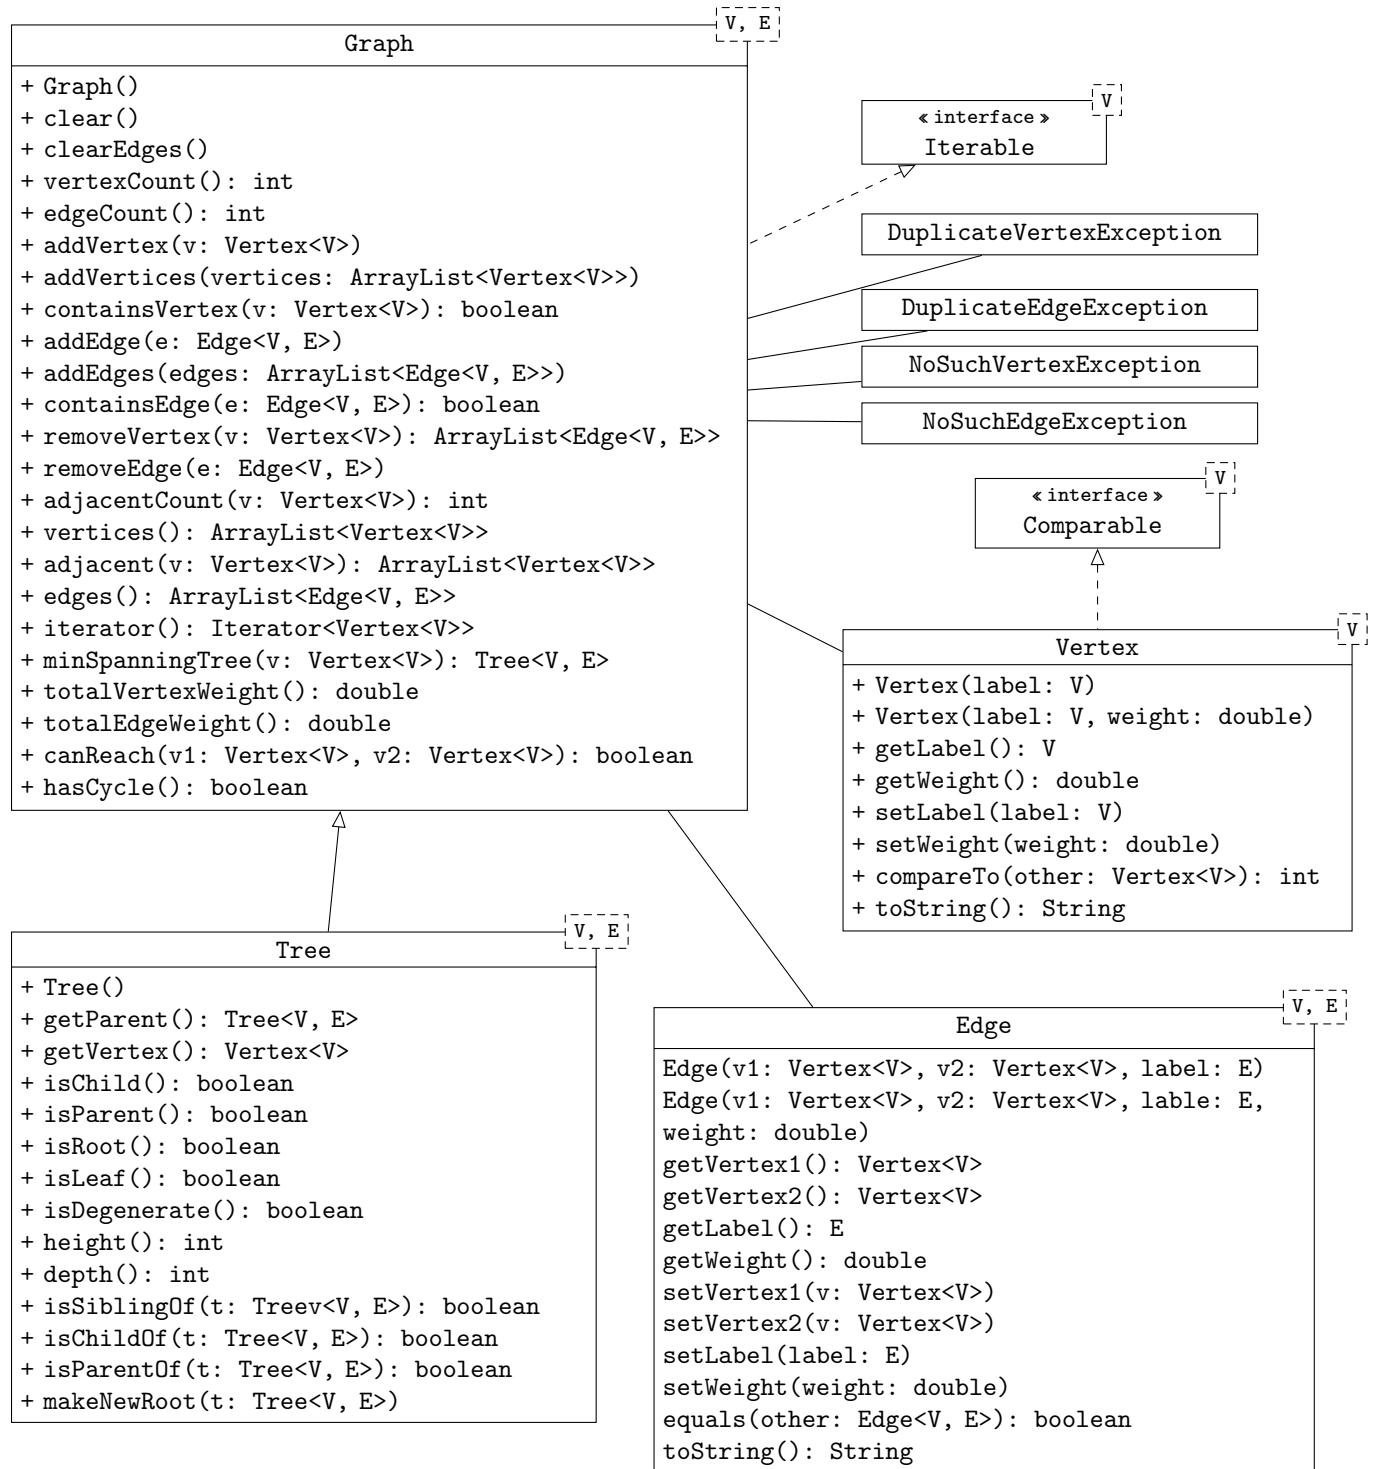 V, E
Graph
+ Graph()
+ clear()
+ clearEdges()
+ vertexCount(): int
+ edgeCount(): int
+ addVertex(v: Vertex<V>)
+ addVertices(vertices: ArrayList<Vertex<V>>)
+ containsVertex(v: Vertex<V>): boolean
+ addEdge(e: Edge<V, E>)
+ addEdges(edges: ArrayList<Edge<V, E>>)
+ containsEdge(e: Edge<V, E>): boolean
+ removeVertex(v: Vertex<V>): ArrayList<Edge<V, E>>
+ removeEdge(e: Edge<V, E>)
+ adjacentCount(v: Vertex<V>): int
+ vertices(): ArrayList<Vertex<V>>
+ adjacent(v: Vertex<V>): ArrayList<Vertex<V>>
+ edges(): ArrayList<Edge<V, E>>
+ iterator(): Iterator<Vertex<V>>
+ minSpanningTree(v: Vertex<V>): Tree<V, E>
+ totalVertexWeight(): double
+ totalEdgeWeight(): double
+ canReach(v1: Vertex<V>, v2: Vertex<V>): boolean
+ hasCycle(): boolean
V
«interface»
Iterable
DuplicateVertexException
DuplicateEdgeException
NoSuchVertexException
NoSuchEdgeException
V
«interface»
Comparable
V
Vertex
+ Vertex(label: V)
+ Vertex(label: V, weight: double)
+ getLabel(): V
+ getWeight(): double
+ setLabel(label: V)
+ setWeight(weight: double)
+ compareTo(other: Vertex<V>): int
+ toString(): String
V, E
Tree
+ Tree()
+ getParent(): Tree<V, E>
+ getVertex(): Vertex<V>
+ isChild(): boolean
+ isParent(): boolean
+ isRoot(): boolean
+ isLeaf(): boolean
+ isDegenerate(): boolean
+ height(): int
+ depth(): int
+ isSiblingOf(t: Treev<V, E>): boolean
+ isChildOf(t: Tree<V, E>): boolean
+ isParentOf(t: Tree<V, E>): boolean
+ makeNewRoot(t: Tree<V, E>)
V, E
Edge
Edge(v1: Vertex<V>, v2: Vertex<V>, label: E)
Edge(v1: Vertex<V>, v2: Vertex<V>, lable: E,
weight: double)
getVertex1(): Vertex<V>
getVertex2(): Vertex<V>
getLabel(): E
getWeight(): double
setVertex1(v: Vertex<V>)
setVertex2(v: Vertex<V>)
setLabel(label: E)
setWeight(weight: double)
equals(other: Edge<V, E>): boolean
toString(): String